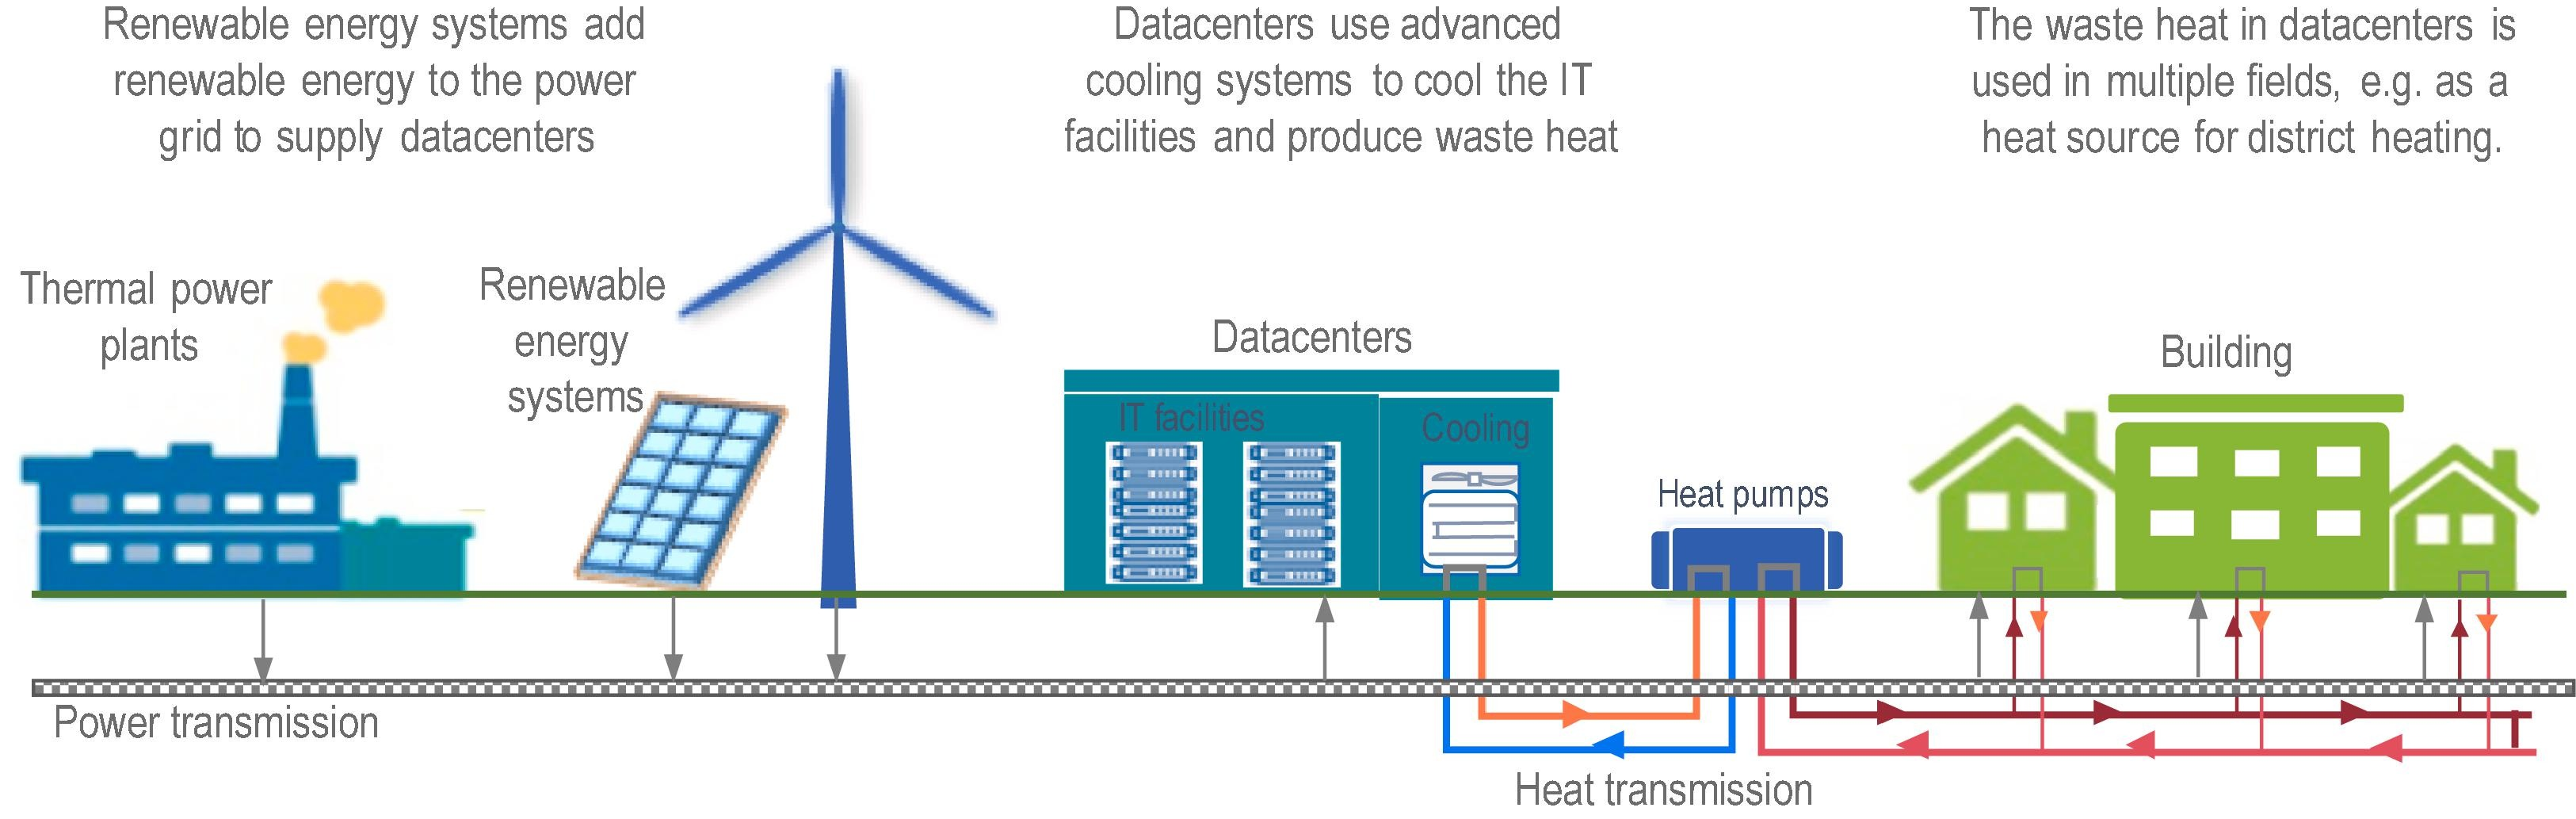 Renewable energy systems add
renewable energy to the power
grid to supply datacenters
Datacenters use advanced
cooling systems to cool the IT
facilities and produce waste heat
The waste heat in datacenters is
used in multiple fields, e.g. as a
heat source for district heating.
Thermal power
plants
Renewable
energy
systems
Datacenters
IT facilities
Cooling
Heat pumps
Building
Power transmission
Heat transmission